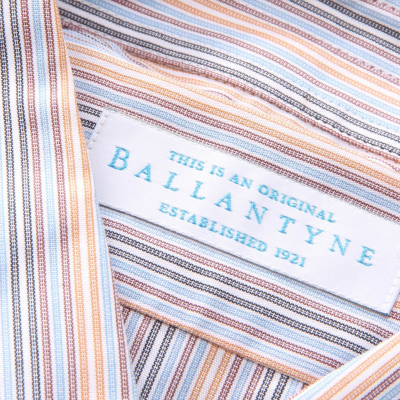 THIS IS AN ORIGINAL
BALLANTYNE
ESTABLISHED 1921